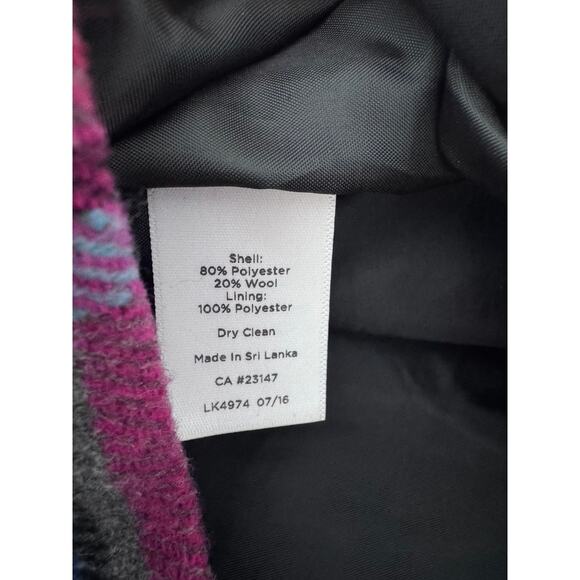 Shell:
80% Polyester
20% Wool
Lining:
100% Polyester
Dry Clean
Made In Sri Lanka
CA #23147
LK4974 07/16